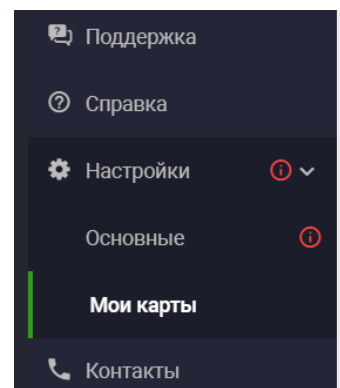 Поддержка
Справка
Настройки
Основные
Мои карты
Контакты